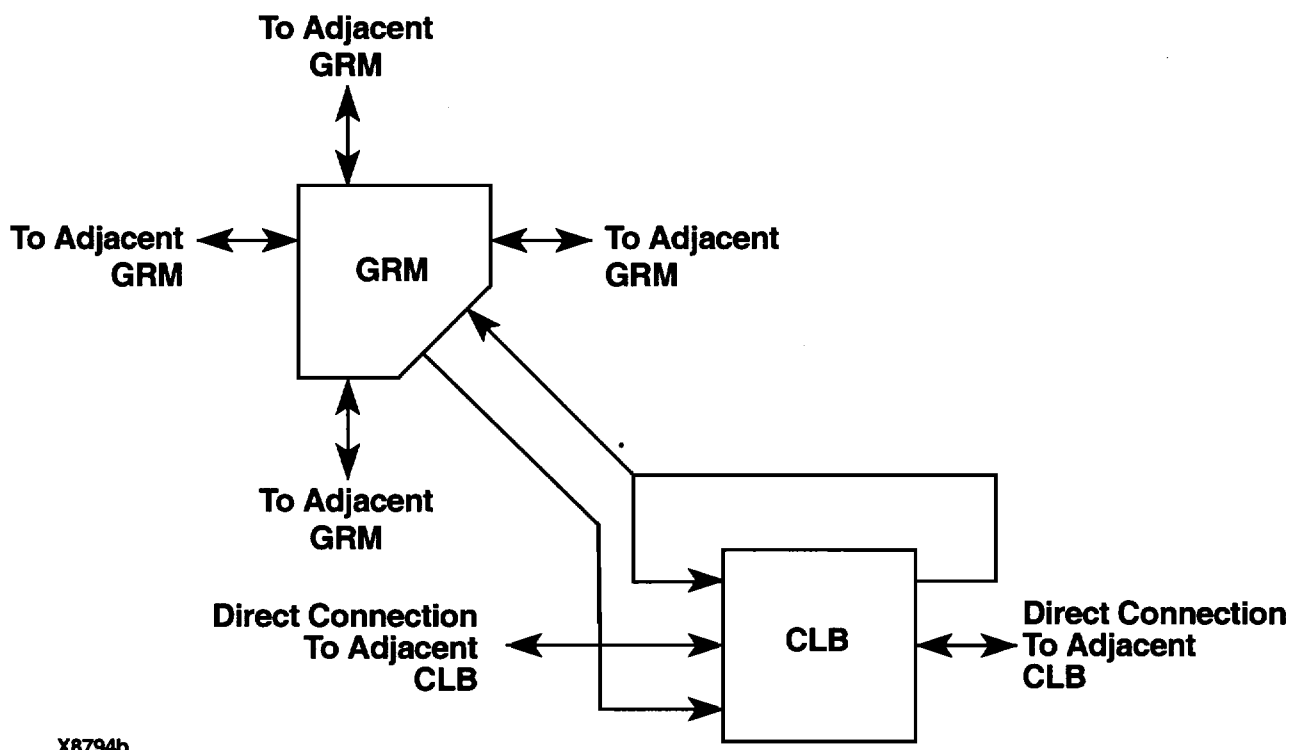 To Adjacent
GRM
To Adjacent
GRM
GRM
To Adjacent
GRM
To Adjacent
GRM
Direct Connection
To Adjacent
CLB
CLB
Direct Connection
To Adjacent
CLB
X8794b